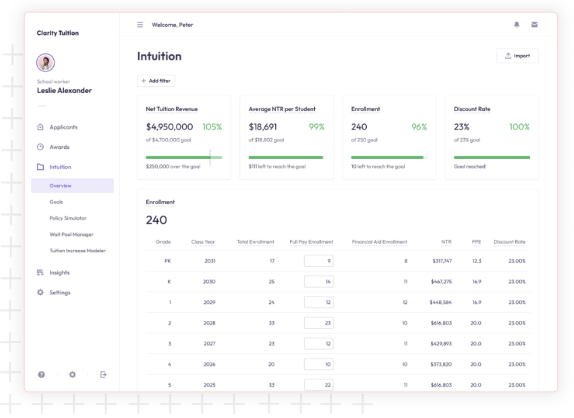 Clarity Tuition
Welcome, Peter
School worker
Leslie Alexander
Applicants
Awards
Intuition
Overview
Goals
Policy Simulator
Wait Pool Manager
Tuition Increase Modeler
Insights
Settings
Intuition
Import
+ Add filter
Net Tuition Revenue
$4,950,000 105%
of $4,700,000 goal
$250,000 over the goal
Average NTR per Student
$18,691 99%
of $18,802 goal
$111 left to reach the goal
Enrollment
240 96%
of 250 goal
10 left to reach the goal
Discount Rate
23% 100%
of 23% goal
Goal reached!
Enrollment
240
Grade Class Year Total Enrollment Full Pay Enrollment Financial Aid Enrollment NTR FPE Discount Rate
PK 2031 17 9 8 $317,747 12.3 23.00%
K 2030 25 14 11 $467,275 16.9 23.00%
1 2029 24 12 12 $448,584 16.9 23.00%
2 2028 33 23 10 $616,803 20.0 23.00%
3 2027 23 12 11 $429,893 20.0 23.00%
4 2026 20 10 10 $373,820 20.0 23.00%
5 2025 33 22 11 $616,803 20.0 23.00%